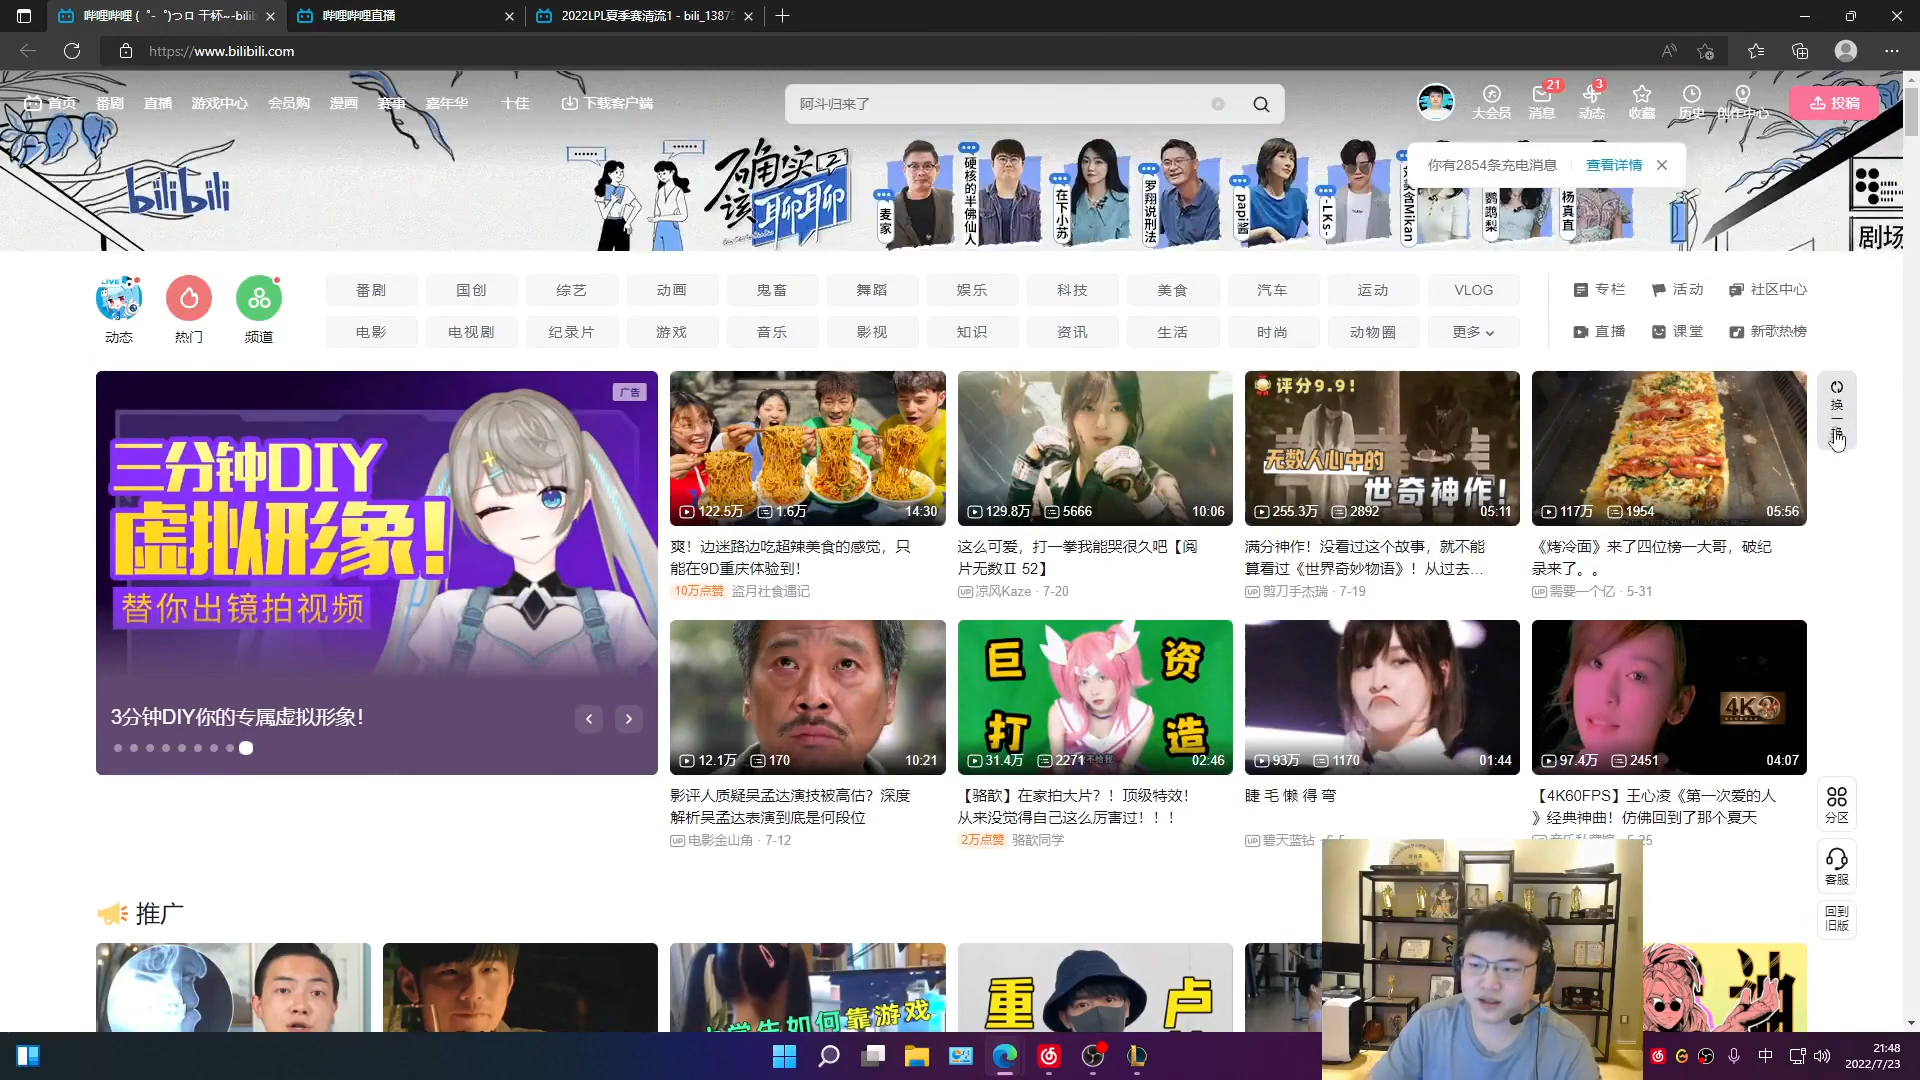 哔哩哔哩 (゜-゜)つロ 干杯~-bili
哔哩哔哩直播
2022LPL夏季赛清流1 - bili_1387
https://www.bilibili.com
首页
番剧
直播
游戏中心
会员购
漫画
赛事
嘉年华
十佳
下载客户端
阿斗归来了
大会员
21
消息
3
动态
收藏
历史
创作中心
投稿
你有2854条充电消息
查看详情
bilibili
确实该聊聊2
麦家
硬核的半佛仙人
在下小苏
罗翔说刑法
papi酱
-LKs-
杨真直
剧场
LIVE
动态
热门
频道
番剧
国创
综艺
动画
鬼畜
舞蹈
娱乐
科技
美食
汽车
运动
VLOG
专栏
活动
社区中心
电影
电视剧
纪录片
游戏
音乐
影视
知识
资讯
生活
时尚
动物圈
更多
直播
课堂
新歌热榜
广告
三分钟DIY
虚拟形象!
替你出镜拍视频
3分钟DIY你的专属虚拟形象!
122.5万 1.6万 14:30
爽！边迷路边吃超辣美食的感觉，只
能在9D重庆体验到！
10万点赞 盗月社食遇记
129.8万 5666 10:06
这么可爱，打一拳我能哭很久吧【阅
片无数Ⅱ 52】
UP 凉风Kaze · 7-20
评分9.9!
无数人心中的
世奇神作!
255.3万 2892 05:11
满分神作！没看过这个故事，就不能
算看过《世界奇妙物语》！从过去...
UP 剪刀手杰瑞 · 7-19
117万 1954 05:56
《烤冷面》来了四位榜一大哥，破纪
录来了。。
UP 需要一个亿 · 5-31
换一
12.1万 170 10:21
影评人质疑吴孟达演技被高估？深度
解析吴孟达表演到底是何段位
UP 电影金山角 · 7-12
巨资
打造
31.4万 2271 02:46
【骆歆】在家拍大片？！顶级特效！
从来没觉得自己这么厉害过！！！
2万点赞 骆歆同学
93万 1170 01:44
睫 毛 懒 得 弯
UP 碧天蓝钻
4K
97.4万 2451 04:07
【4K60FPS】王心凌《第一次爱的人
》经典神曲！仿佛回到了那个夏天
分区
客服
回到
旧版
推广
学生如何靠游戏
重
中
21:48
2022/7/23